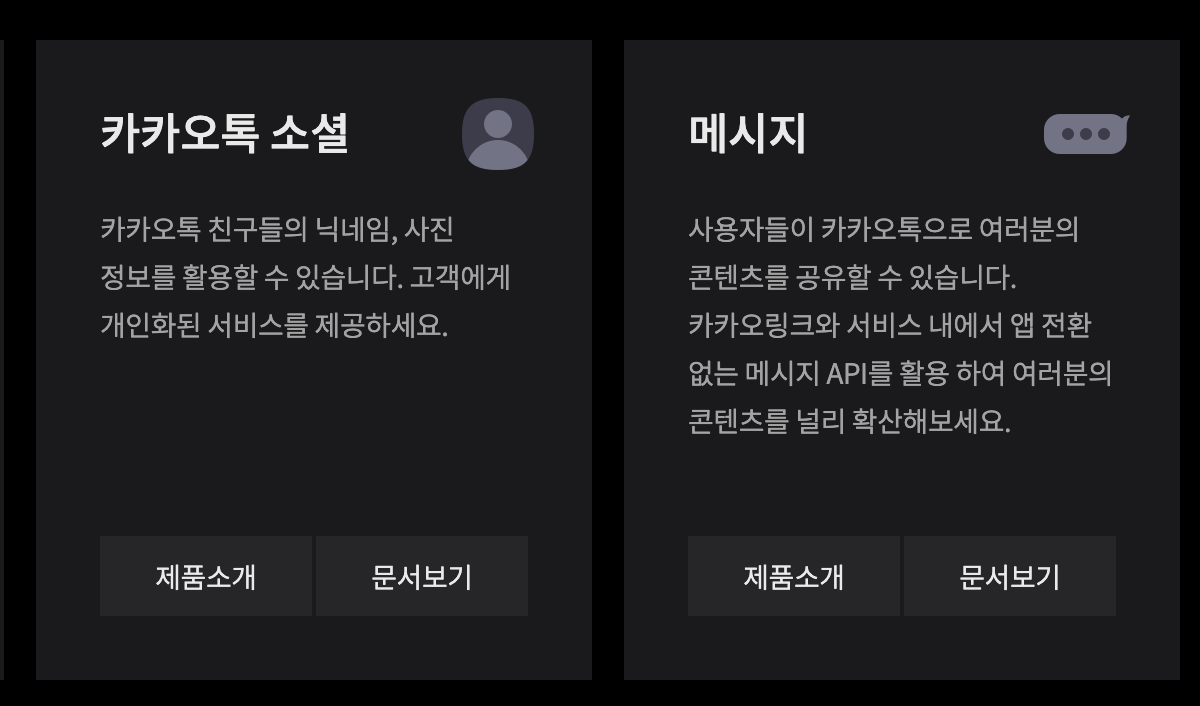 카카오톡 소셜
카카오톡 친구들의 닉네임, 사진
정보를 활용할 수 있습니다. 고객에게
개인화된 서비스를 제공하세요.
제품소개
문서보기
메시지
사용자들이 카카오톡으로 여러분의
콘텐츠를 공유할 수 있습니다.
카카오링크와 서비스 내에서 앱 전환
없는 메시지 API를 활용 하여 여러분의
콘텐츠를 널리 확산해보세요.
제품소개
문서보기